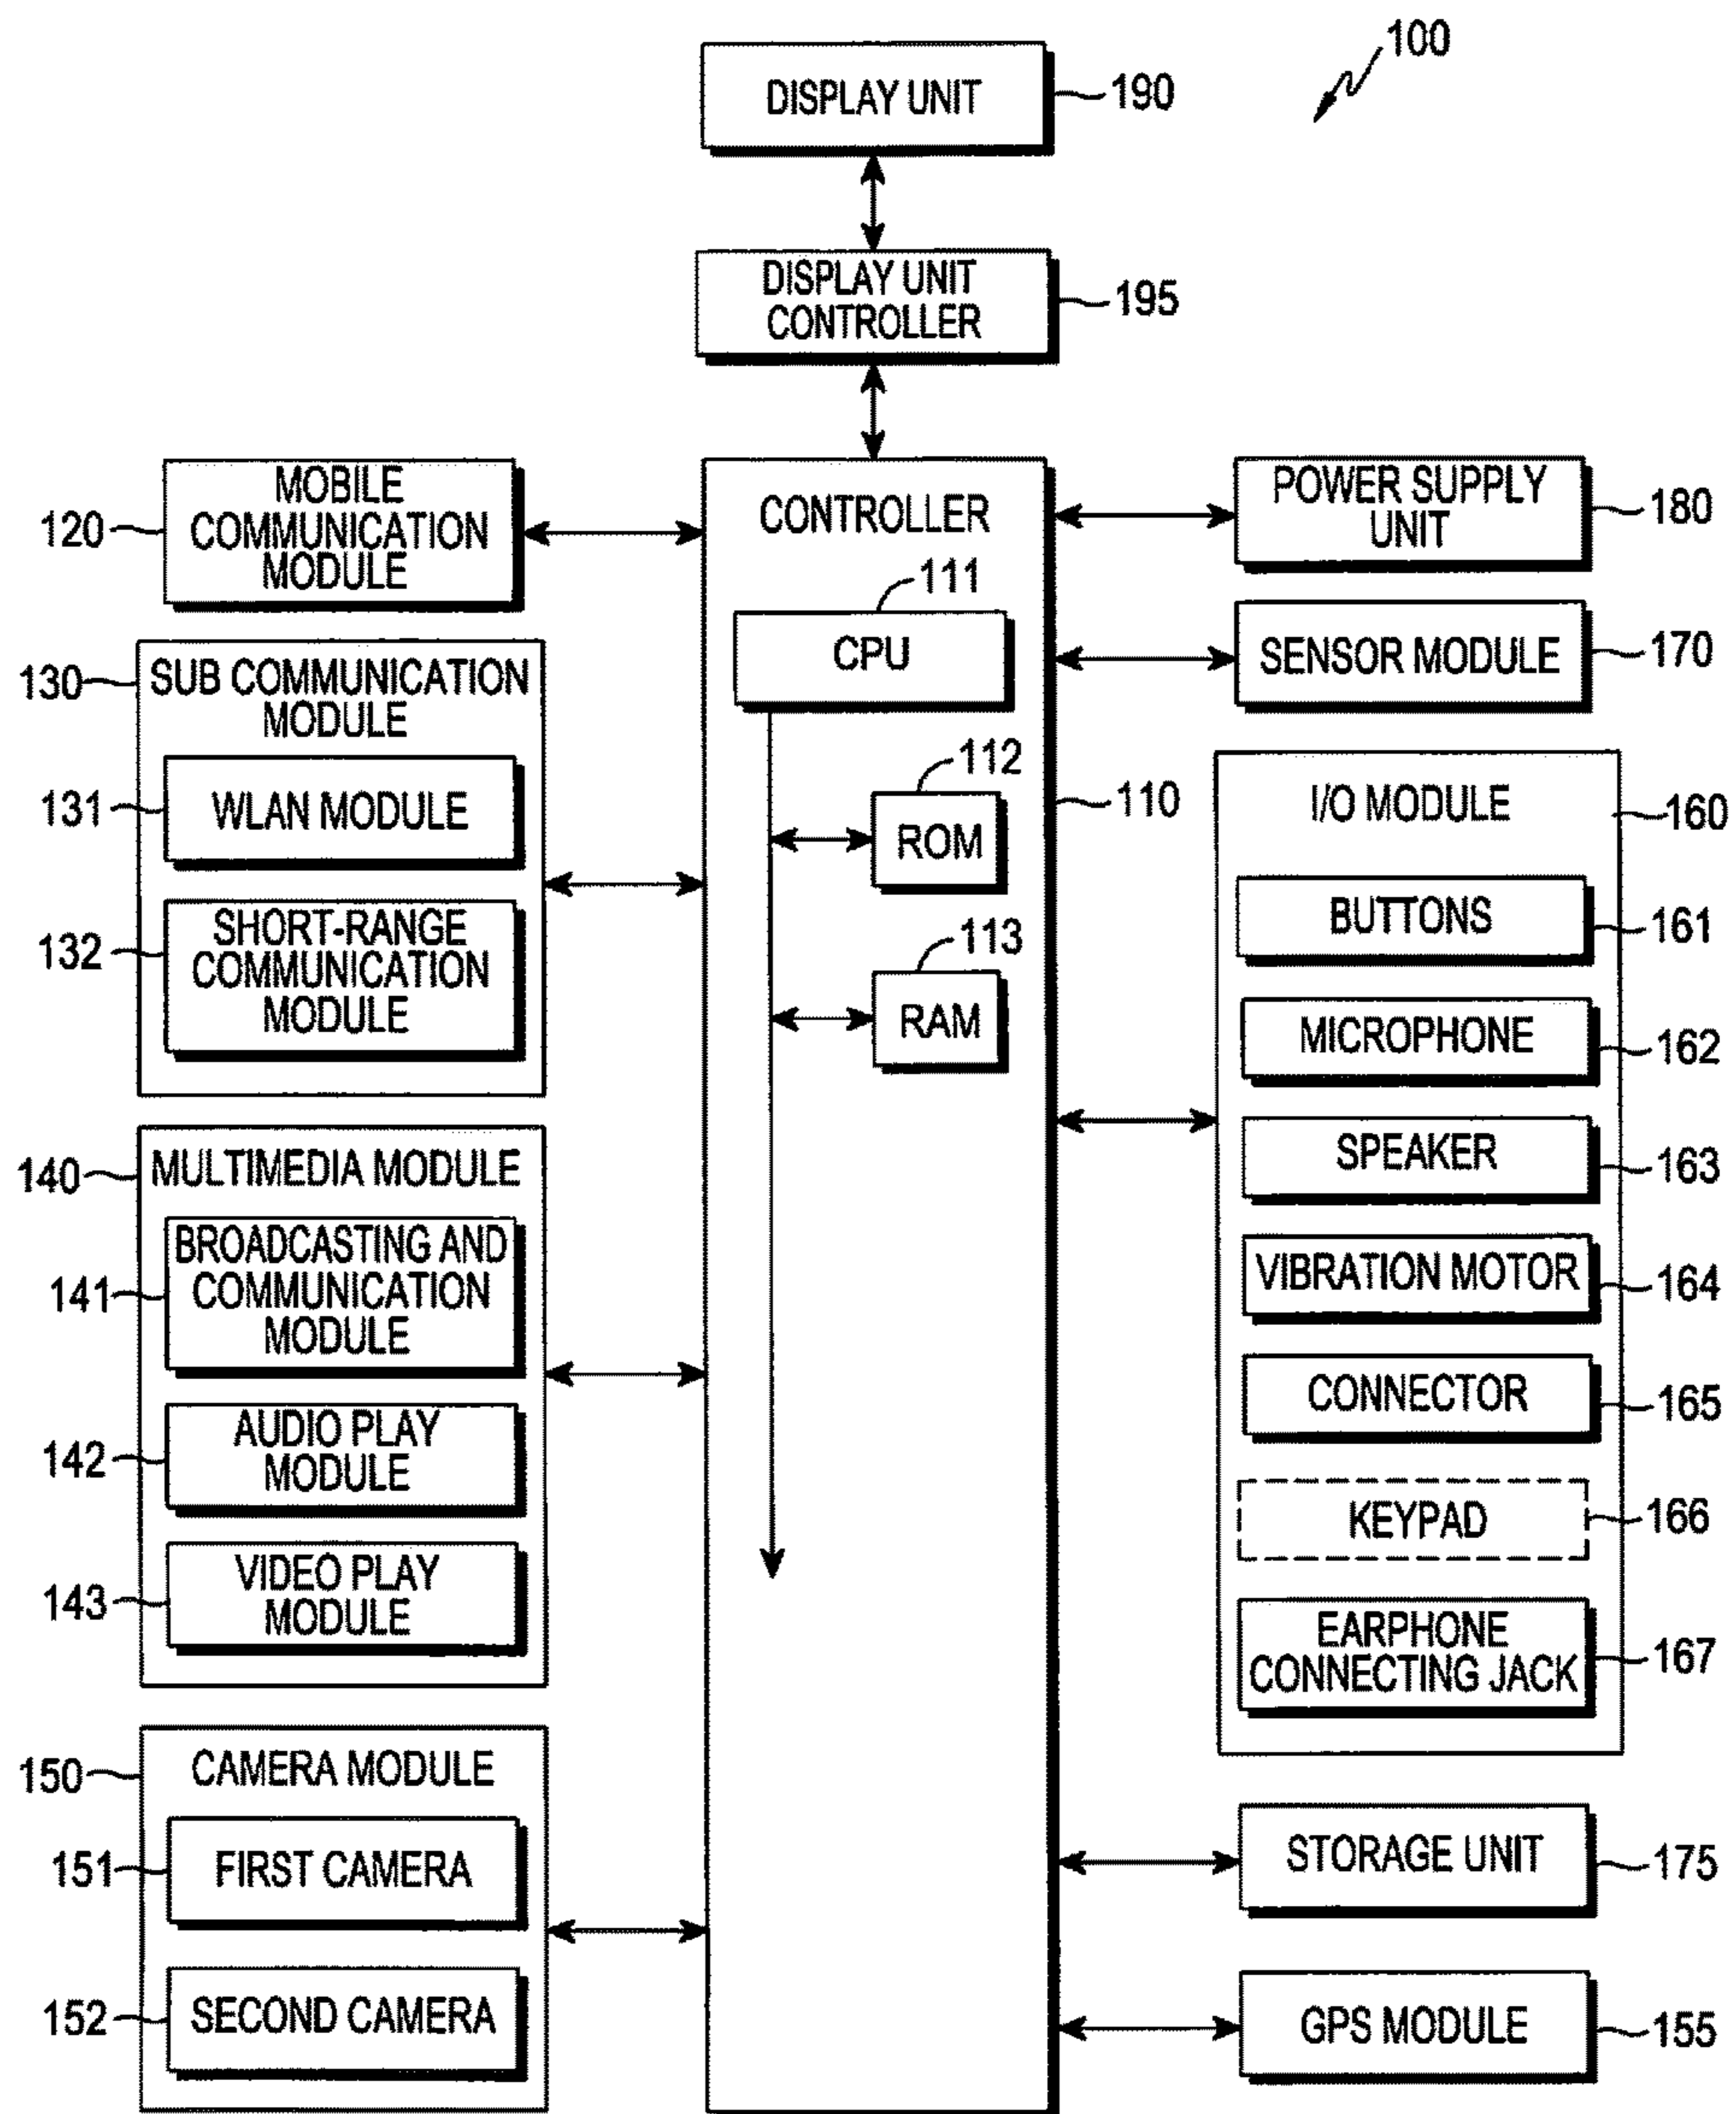 100
DISPLAY UNIT
190
DISPLAY UNIT
CONTROLLER
195
MOBILE
COMMUNICATION
MODULE
120
SUB COMMUNICATION
MODULE
130
WLAN MODULE
131
SHORT-RANGE
COMMUNICATION
MODULE
132
MULTIMEDIA MODULE
140
BROADCASTING AND
COMMUNICATION
MODULE
141
AUDIO PLAY
MODULE
142
VIDEO PLAY
MODULE
143
CAMERA MODULE
150
FIRST CAMERA
151
SECOND CAMERA
152
CONTROLLER
110
111
CPU
112
ROM
113
RAM
POWER SUPPLY
UNIT
180
SENSOR MODULE
170
I/O MODULE
160
BUTTONS
161
MICROPHONE
162
SPEAKER
163
VIBRATION MOTOR
164
CONNECTOR
165
KEYPAD
166
EARPHONE
CONNECTING JACK
167
STORAGE UNIT
175
GPS MODULE
155